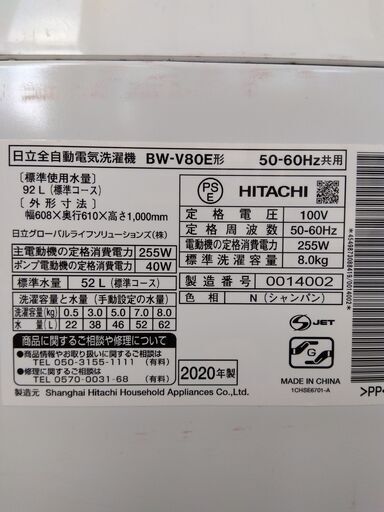 日立全自動電気洗濯機 BW-V80E形 50-60Hz共用
〔標準使用水量〕
92 L(標準コース)
〔外形寸法〕
幅608×奥行610×高さ1,000mm
日立グローバルライフソリューションズ(株)
主電動機の定格消費電力 255W
ポンプ電動機の定格消費電力 40W
標準水量 52 L(標準コース)
洗濯容量と水量(手動設定の水量)
洗濯容量(kg) 0.5 3.0 5.0 7.0 8.0
水量(L) 22 38 46 52 62
商品に関するご相談や修理について
●商品情報やお取り扱いに関するご相談
TEL 050-3155-1111(有料)
●修理に関するご相談
TEL 0570-0031-68(有料)
2020年製
製造元 Shanghai Hitachi Household Appliances Co.,Ltd.
PS
E
HITACHI
定格電圧 100V
定格周波数 50-60Hz
電動機の定格消費電力 255W
標準洗濯容量 8.0kg
製造番号 0014002
色相 N(シャンパン)
S JET
G
MADE IN CHINA
1CHSE6701-A
>PP<